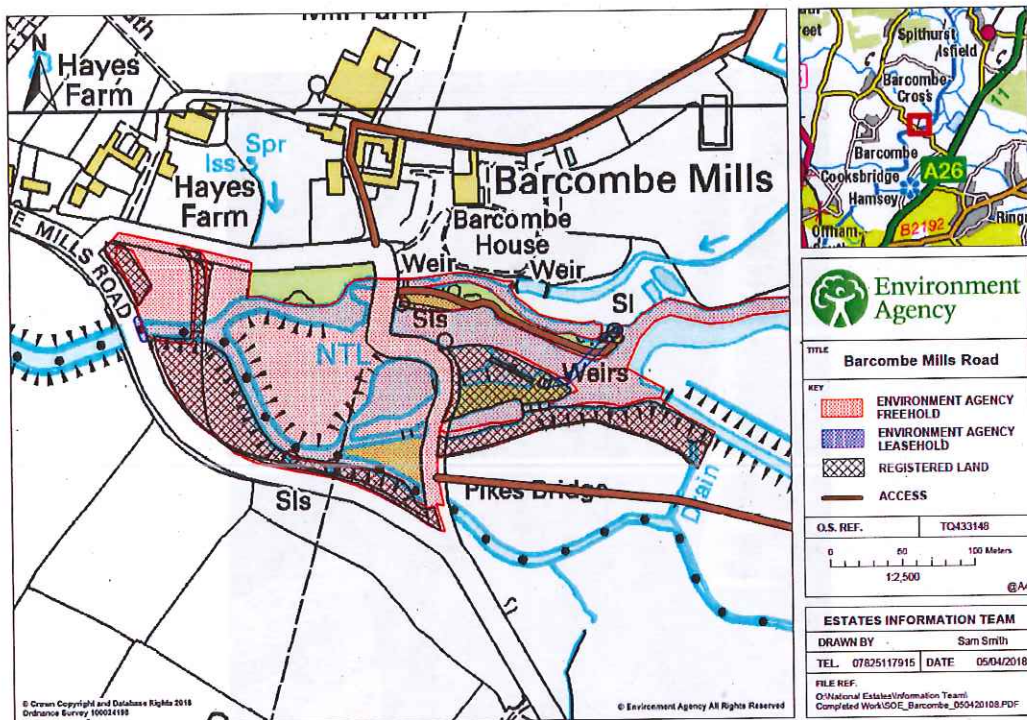 Mill Farm
N
Hayes
Farm
Spr
Iss
Hayes
Farm
Barcombe Mills
Barcombe
House
Weir
Weir
MILLS ROAD
Sls
Sl
NTL
Weirs
Sls
Pikes Bridge
Drain
© Crown Copyright and Database Rights 2018
Ordnance Survey 100024198
© Environment Agency All Rights Reserved
Splthurst
Isfield
Barcombe
Cross
11
Barcombe
A26
Cooksbridge
Hamsey
B2192
Environment
Agency
TITLE
Barcombe Mills Road
KEY
ENVIRONMENT AGENCY
FREEHOLD
ENVIRONMENT AGENCY
LEASEHOLD
REGISTERED LAND
ACCESS
O.S. REF. TQ433148
0 50 100 Meters
1:2,500
@A4
ESTATES INFORMATION TEAM
DRAWN BY Sam Smith
TEL. 07825117915 DATE 05/04/2018
FILE REF.
O:\National Estates\Information Team\
Completed Work\SOE_Barcombe_050420108.PDF